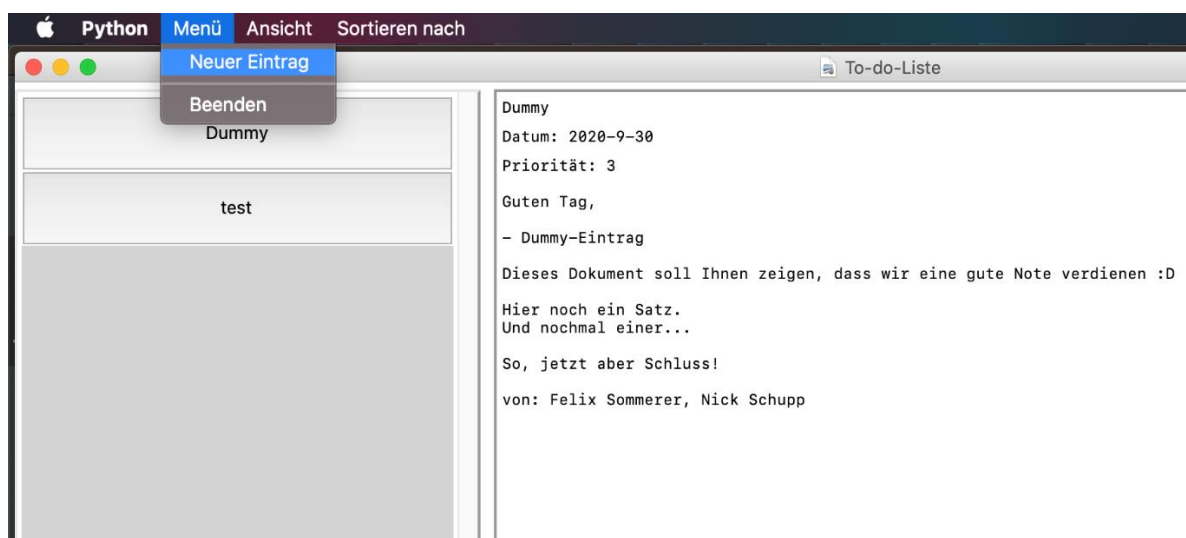 Python Menü Ansicht Sortieren nach
Neuer Eintrag
Beenden
To-do-Liste
Dummy
test
Dummy
Datum: 2020-9-30
Priorität: 3
Guten Tag,
- Dummy-Eintrag
Dieses Dokument soll Ihnen zeigen, dass wir eine gute Note verdienen :D
Hier noch ein Satz.
Und nochmal einer...
So, jetzt aber Schluss!
von: Felix Sommerer, Nick Schupp